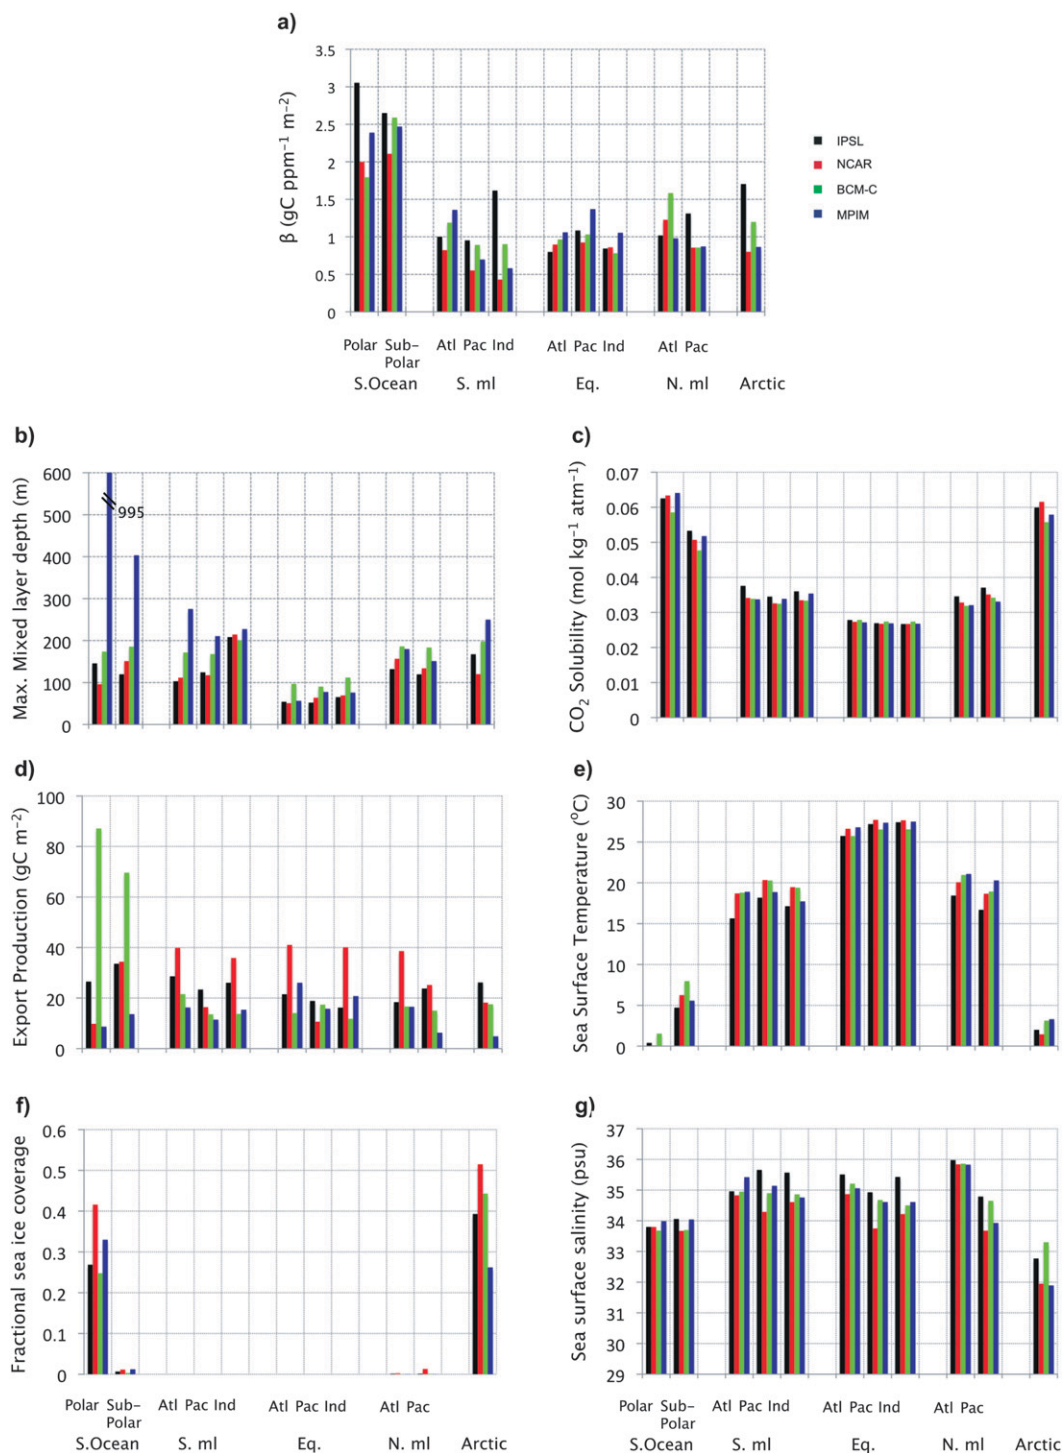 a)
β (gC ppm⁻¹ m⁻²)
3.5
3
2.5
2
1.5
1
0.5
0
IPSL
NCAR
BCM-C
MPIM
Polar Sub- Atl Pac Ind Atl Pac Ind Atl Pac
Polar
S.Ocean S. ml Eq. N. ml Arctic
b)
Max. Mixed layer depth (m)
600
500
400
300
200
100
0
995
c)
CO₂ Solubility (mol kg⁻¹ atm⁻¹)
0.07
0.06
0.05
0.04
0.03
0.02
0.01
0
d)
Export Production (gC m⁻²)
100
80
60
40
20
0
e)
Sea Surface Temperature (⁰C)
30
25
20
15
10
5
0
f)
Fractional sea ice coverage
0.6
0.5
0.4
0.3
0.2
0.1
0
Polar Sub- Atl Pac Ind Atl Pac Ind Atl Pac
Polar
S.Ocean S. ml Eq. N. ml Arctic
g)
Sea surface salinity (psu)
37
36
35
34
33
32
31
30
29
Polar Sub- Atl Pac Ind Atl Pac Ind Atl Pac
Polar
S.Ocean S. ml Eq. N. ml Arctic